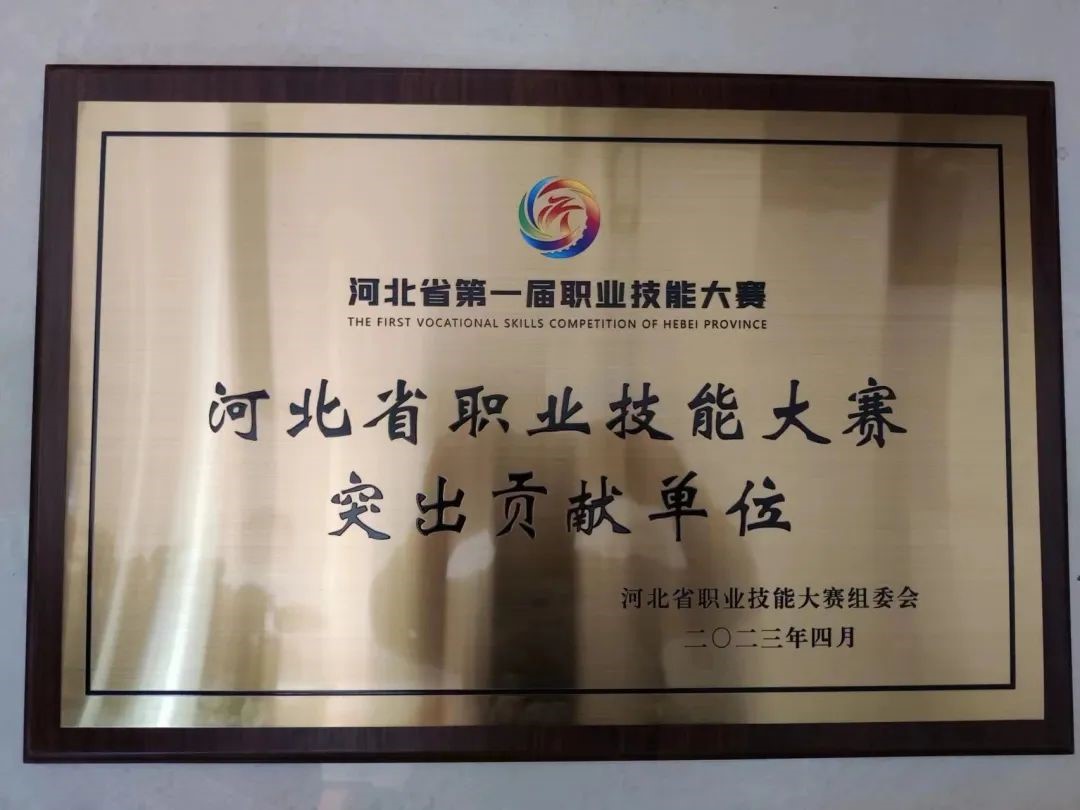 河北省第一届职业技能大赛
THE FIRST VOCATIONAL SKILLS COMPETITION OF HEBEI PROVINCE
河北省职业技能大赛
突出贡献单位
河北省职业技能大赛组委会
二〇二三年四月